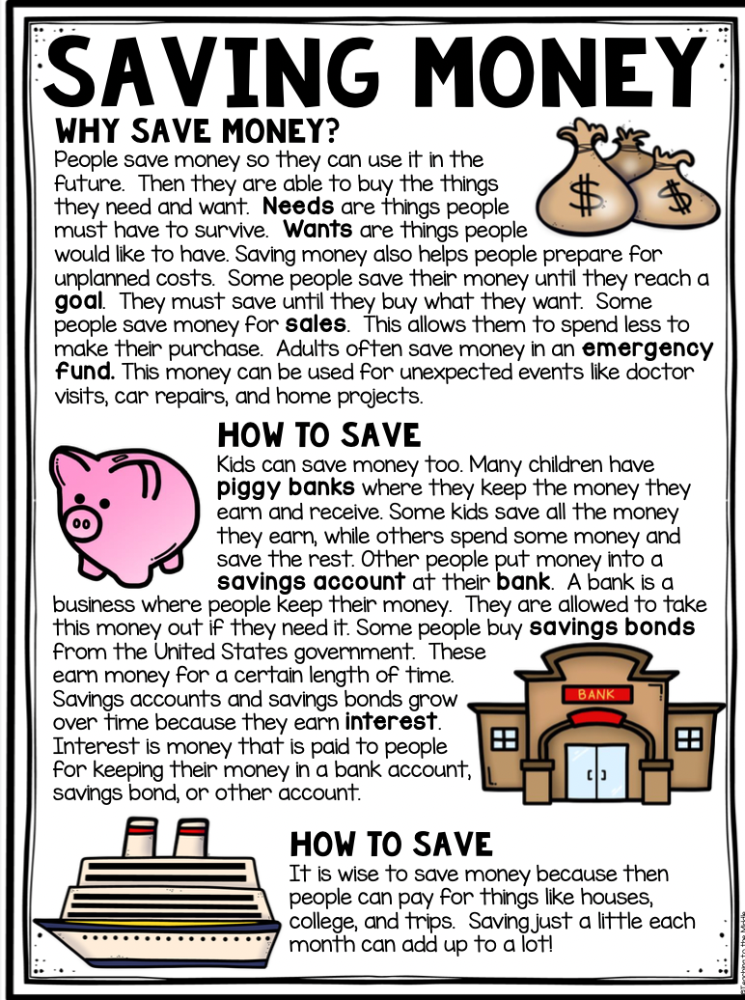 SAVING MONEY
WHY SAVE MONEY?
People save money so they can use it in the
future. Then they are able to buy the things
they need and want. Needs are things people
must have to survive. Wants are things people
would like to have. Saving money also helps people prepare for
unplanned costs. Some people save their money until they reach a
goal. They must save until they buy what they want. Some
people save money for sales. This allows them to spend less to
make their purchase. Adults often save money in an emergency
fund. This money can be used for unexpected events like doctor
visits, car repairs, and home projects.
HOW TO SAVE
Kids can save money too. Many children have
piggy banks where they keep the money they
earn and receive. Some kids save all the money
they earn, while others spend some money and
save the rest. Other people put money into a
savings account at their bank. A bank is a
business where people keep their money. They are allowed to take
this money out if they need it. Some people buy savings bonds
from the United States government. These
earn money for a certain length of time.
Savings accounts and savings bonds grow
over time because they earn interest.
Interest is money that is paid to people
for keeping their money in a bank account,
savings bond, or other account.
BANK
HOW TO SAVE
It is wise to save money because then
people can pay for things like houses,
college, and trips. Saving just a little each
month can add up to a lot!
to the Middle